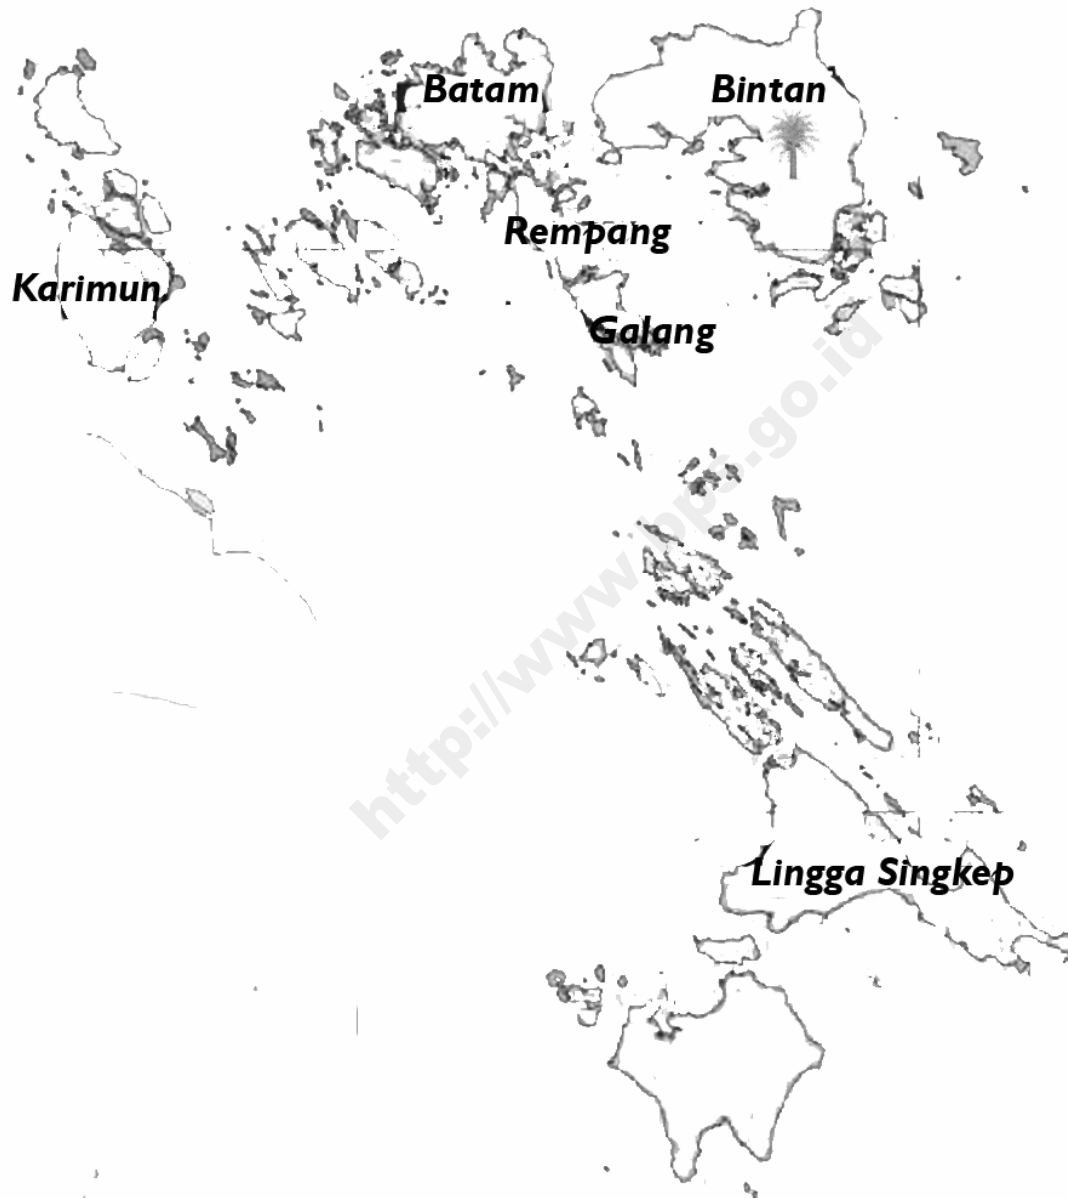 Batam
Bintan
Rempang
Karimun
Galang
http://www.bps.go.id
Lingga Singkep